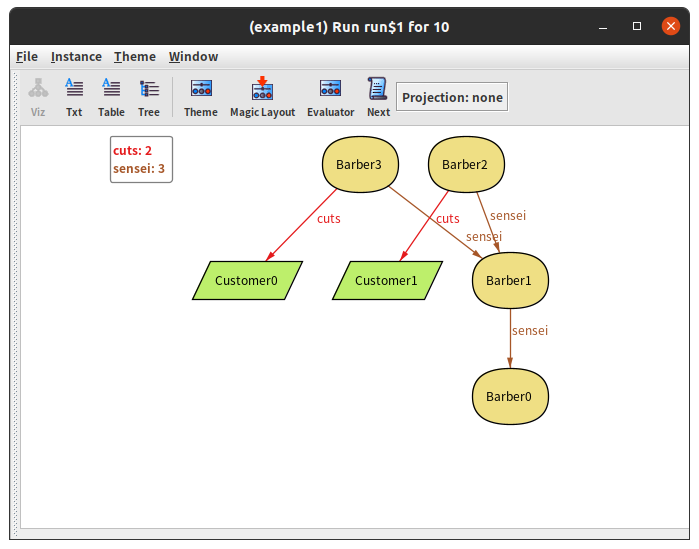 (example1) Run run$1 for 10
File Instance Theme Window
Viz Txt Table Tree Theme Magic Layout Evaluator Next Projection: none
cuts: 2
sensei: 3
Barber3 Barber2
cuts cuts sensei
sensei
Customer0 Customer1 Barber1
sensei
Barber0